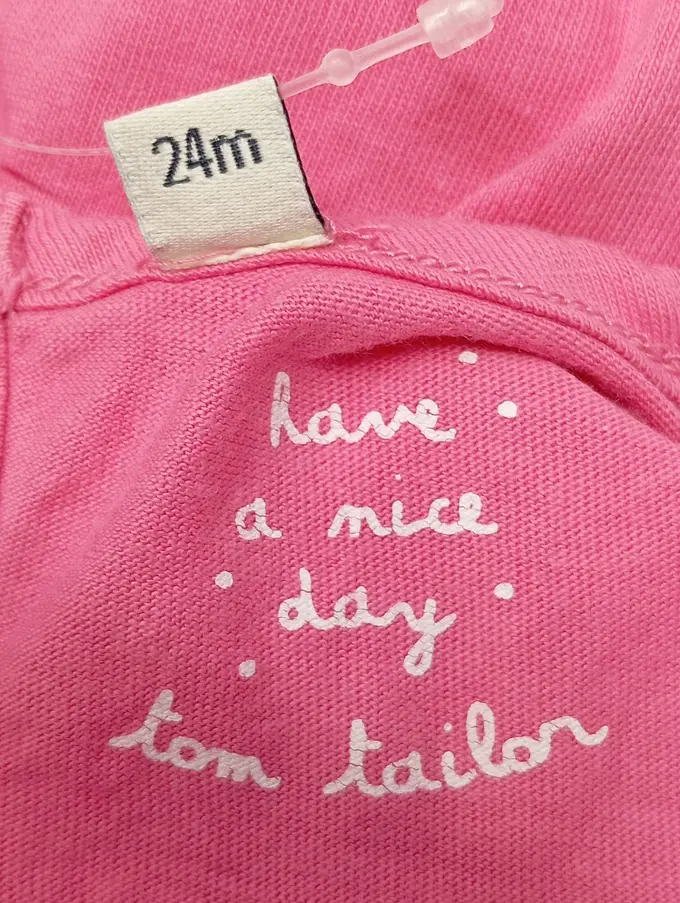 24m
have
a nice
day
tom tailor